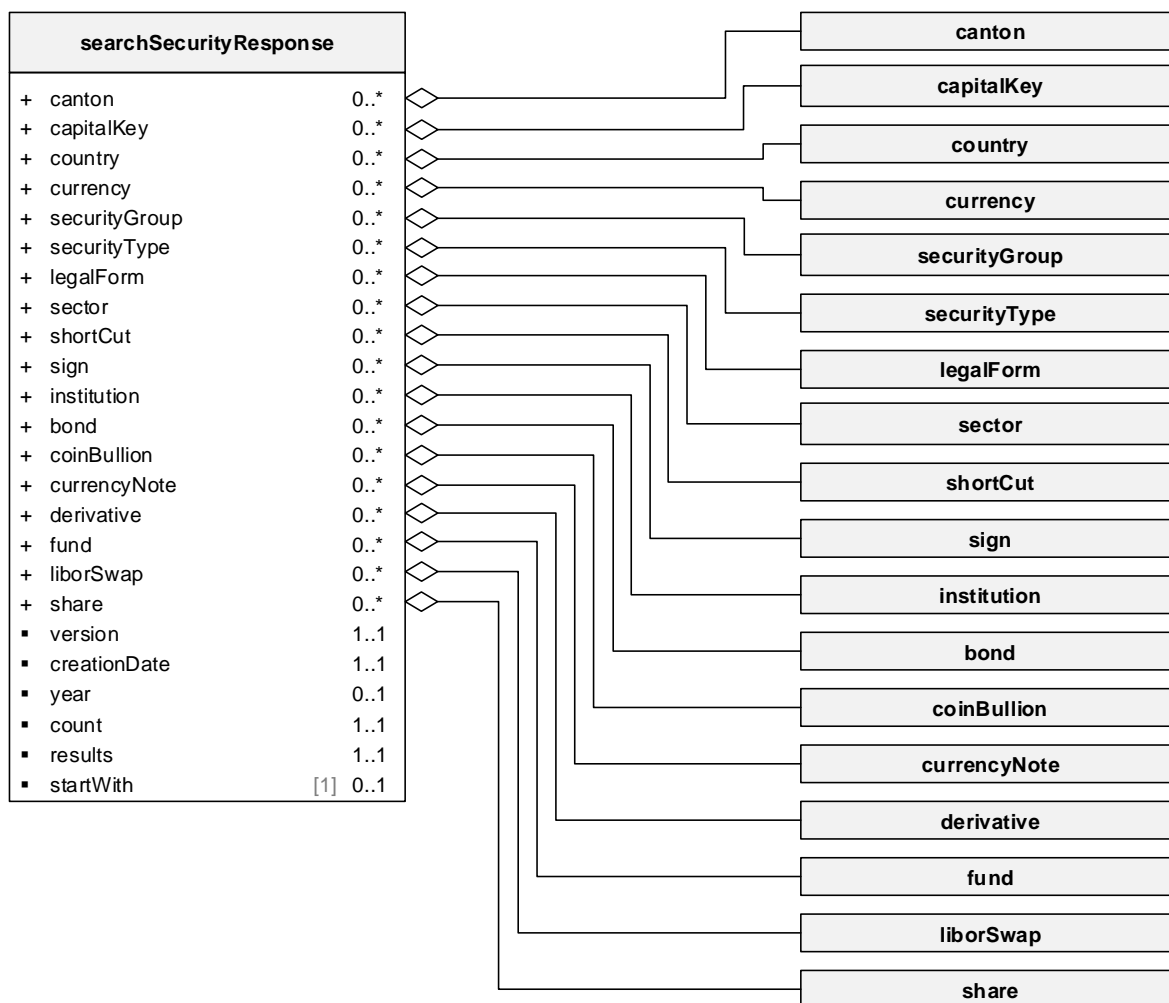 searchSecurityResponse
+ canton 0..*
+ capitalKey 0..*
+ country 0..*
+ currency 0..*
+ securityGroup 0..*
+ securityType 0..*
+ legalForm 0..*
+ sector 0..*
+ shortCut 0..*
+ sign 0..*
+ institution 0..*
+ bond 0..*
+ coinBullion 0..*
+ currencyNote 0..*
+ derivative 0..*
+ fund 0..*
+ liborSwap 0..*
+ share 0..*
▪ version 1..1
▪ creationDate 1..1
▪ year 0..1
▪ count 1..1
▪ results 1..1
▪ startWith [1] 0..1
canton
capitalKey
country
currency
securityGroup
securityType
legalForm
sector
shortCut
sign
institution
bond
coinBullion
currencyNote
derivative
fund
liborSwap
share